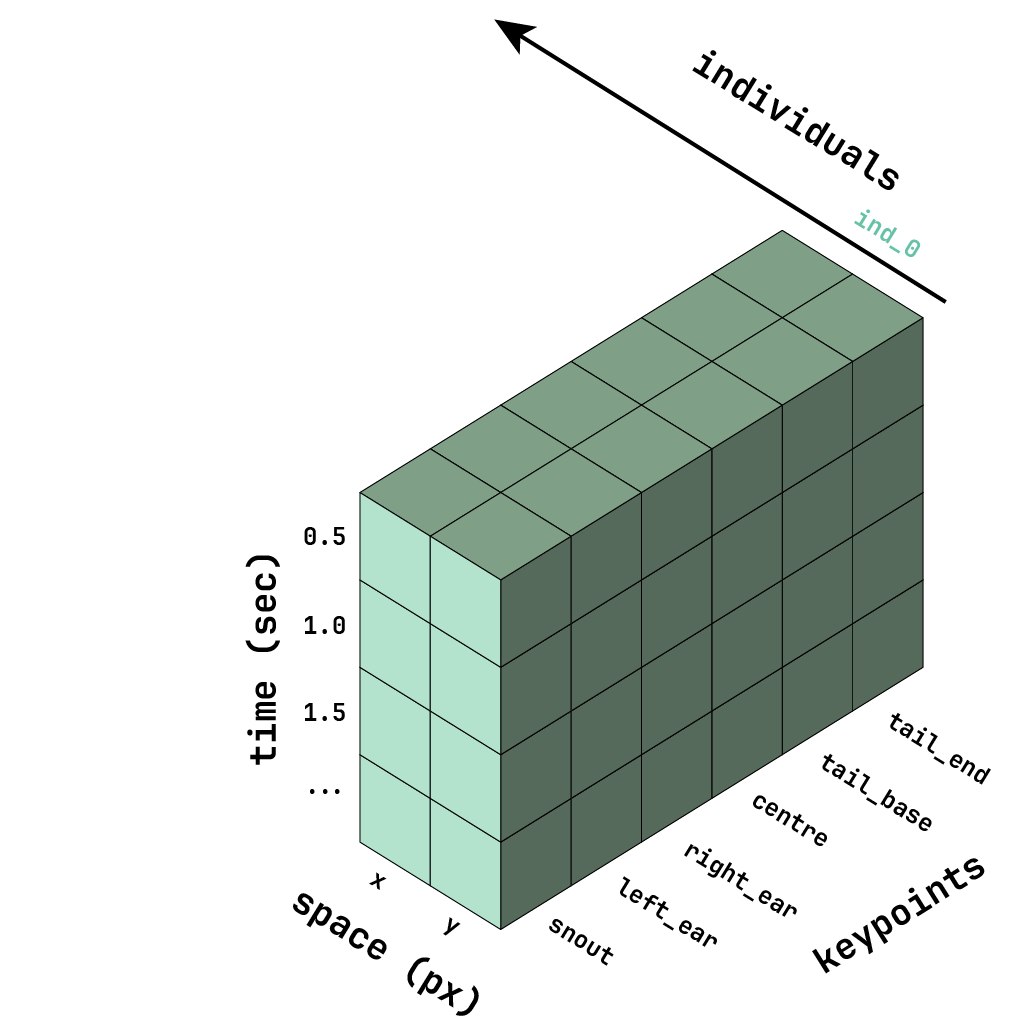 individuals
ind_0
time (sec)
0.5
1.0
1.5
...
space (px)
x
y
snout
left_ear
right_ear
centre
tail_base
tail_end
keypoints